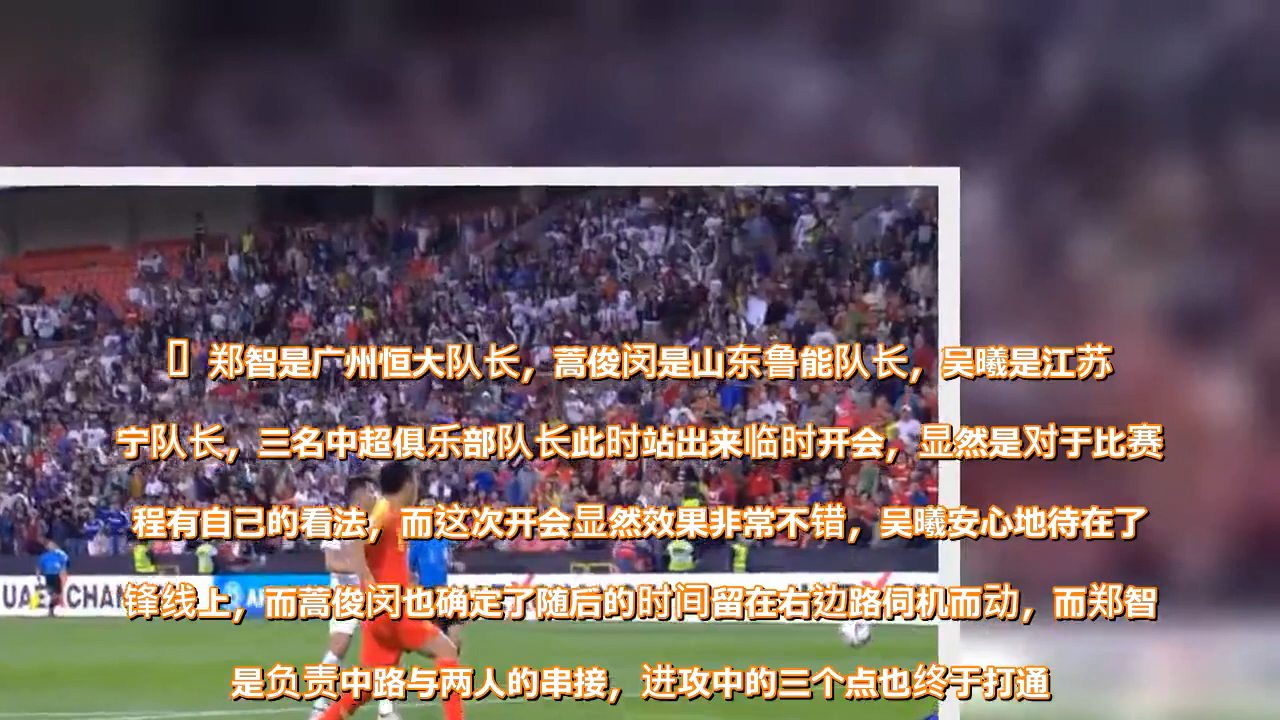 郑智是广州恒大队长，蒿俊闵是山东鲁能队长，吴曦是江苏
宁队长，三名中超俱乐部队长此时站出来临时开会，显然是对于比赛
程有自己的看法，而这次开会显然效果非常不错，吴曦安心地待在了
锋线上，而蒿俊闵也确定了随后的时间留在右边路伺机而动，而郑智
是负责中路与两人的串接，进攻中的三个点也终于打通
UAE CHAN